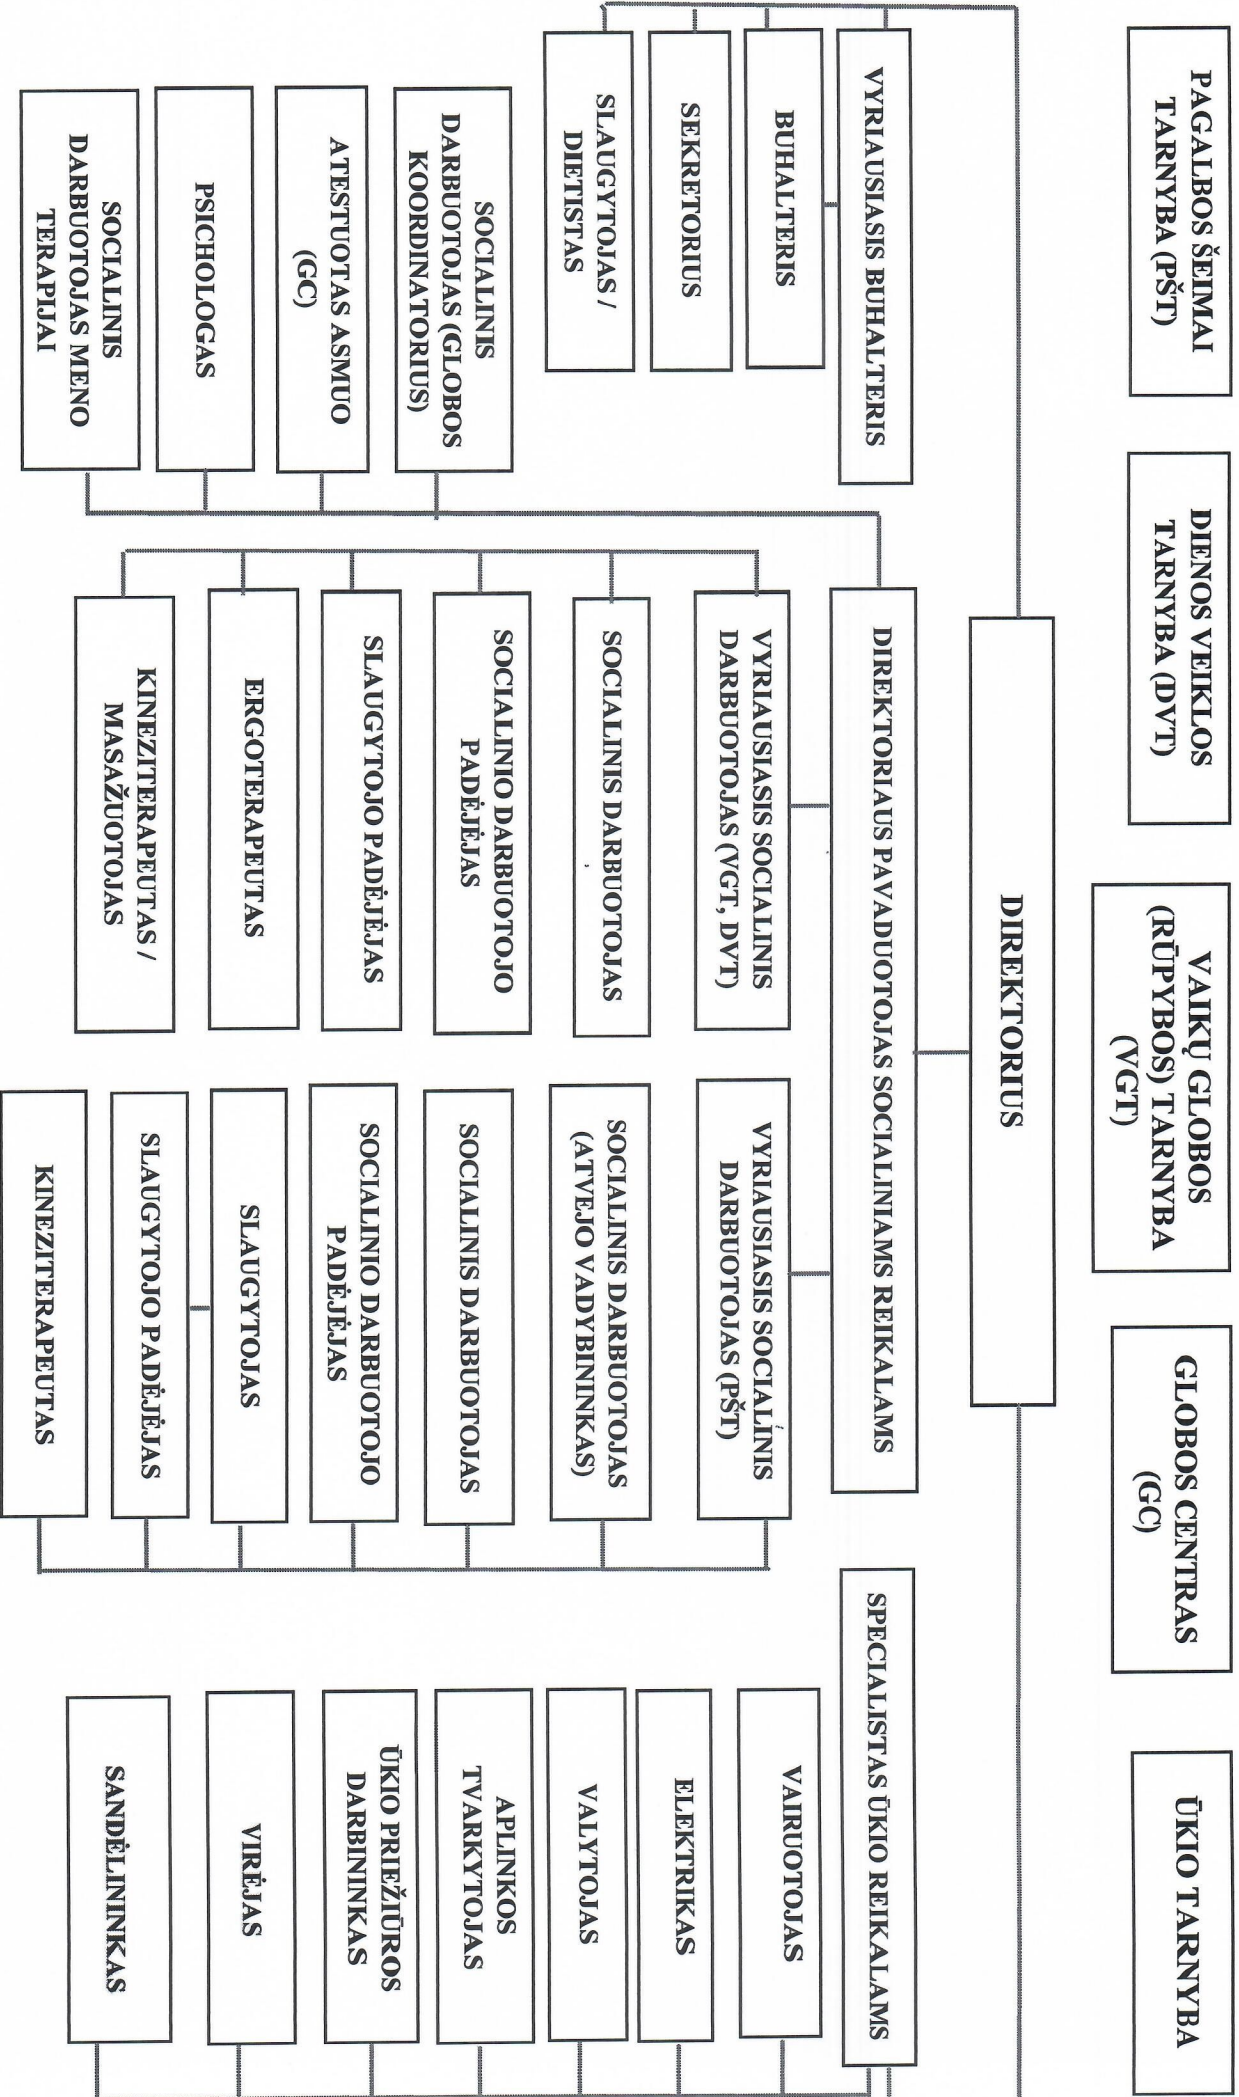 PAGALBOS ŠEIMAI
TARNYBA (PŠT)
DIENOS VEIKLOS
TARNYBA (DVT)
VAIKŲ GLOBOS
(RŪPYBOS) TARNYBA
(VGT)
GLOBOS CENTRAS
(GC)
ŪKIO TARNYBA
DIREKTORIUS
VYRIAUSIASIS BUHALTERIS
BUHALTERIS
SEKRETORIUS
SLAUGYTOJAS /
DIETISTAS
DIREKTORIAUS PAVADUOTOJAS SOCIALINIAMS REIKALAMS
SOCIALINIS
DARBUOTOJAS (GLOBOS
KOORDINATORIUS)
ATESTUOTAS ASMUO
(GC)
PSICHOLOGAS
SOCIALINIS
DARBUOTOJAS MENO
TERAPIJAI
VYRIAUSIASIS SOCIALINIS
DARBUOTOJAS (VGT, DVT)
SOCIALINIS DARBUOTOJAS
SOCIALINIO DARBUOTOJO
PADĖJĖJAS
SLAUGYTOJO PADĖJĖJAS
ERGOTERAPEUTAS
KINEZITERAPEUTAS /
MASAŽUOTOJAS
VYRIAUSIASIS SOCIALINIS
DARBUOTOJAS (PŠT)
SOCIALINIS DARBUOTOJAS
(ATVEJO VADYBININKAS)
SOCIALINIS DARBUOTOJAS
SOCIALINIO DARBUOTOJO
PADĖJĖJAS
SLAUGYTOJAS
SLAUGYTOJO PADĖJĖJAS
KINEZITERAPEUTAS
SPECIALISTAS ŪKIO REIKALAMS
VAIRUOTOJAS
ELEKTRIKAS
VALYTOJAS
APLINKOS
TVARKYTOJAS
ŪKIO PRIEŽIŪROS
DARBININKAS
VIRĖJAS
SANDĖLININKAS